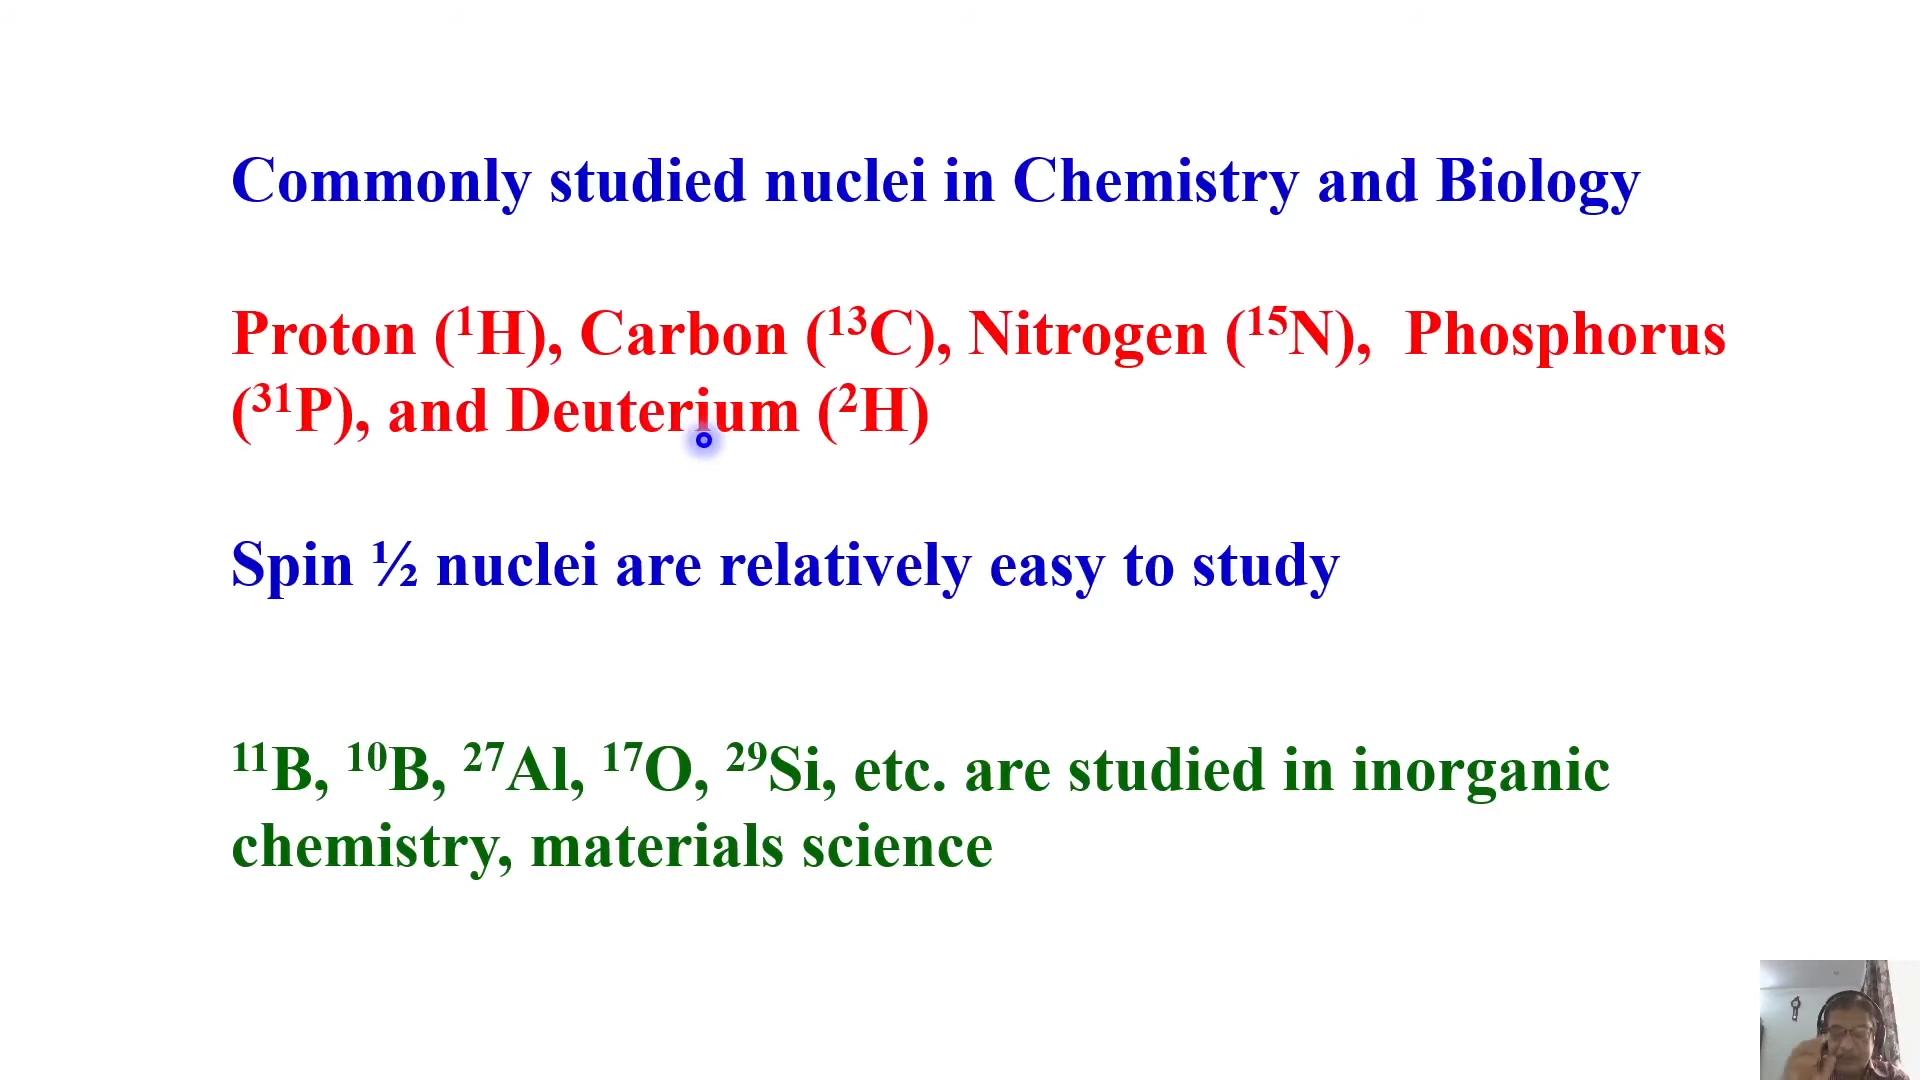 Commonly studied nuclei in Chemistry and Biology
Proton (¹H), Carbon (¹³C), Nitrogen (¹⁵N), Phosphorus
(³¹P), and Deuterium (²H)
Spin ½ nuclei are relatively easy to study
¹¹B, ¹⁰B, ²⁷Al, ¹⁷O, ²⁹Si, etc. are studied in inorganic
chemistry, materials science